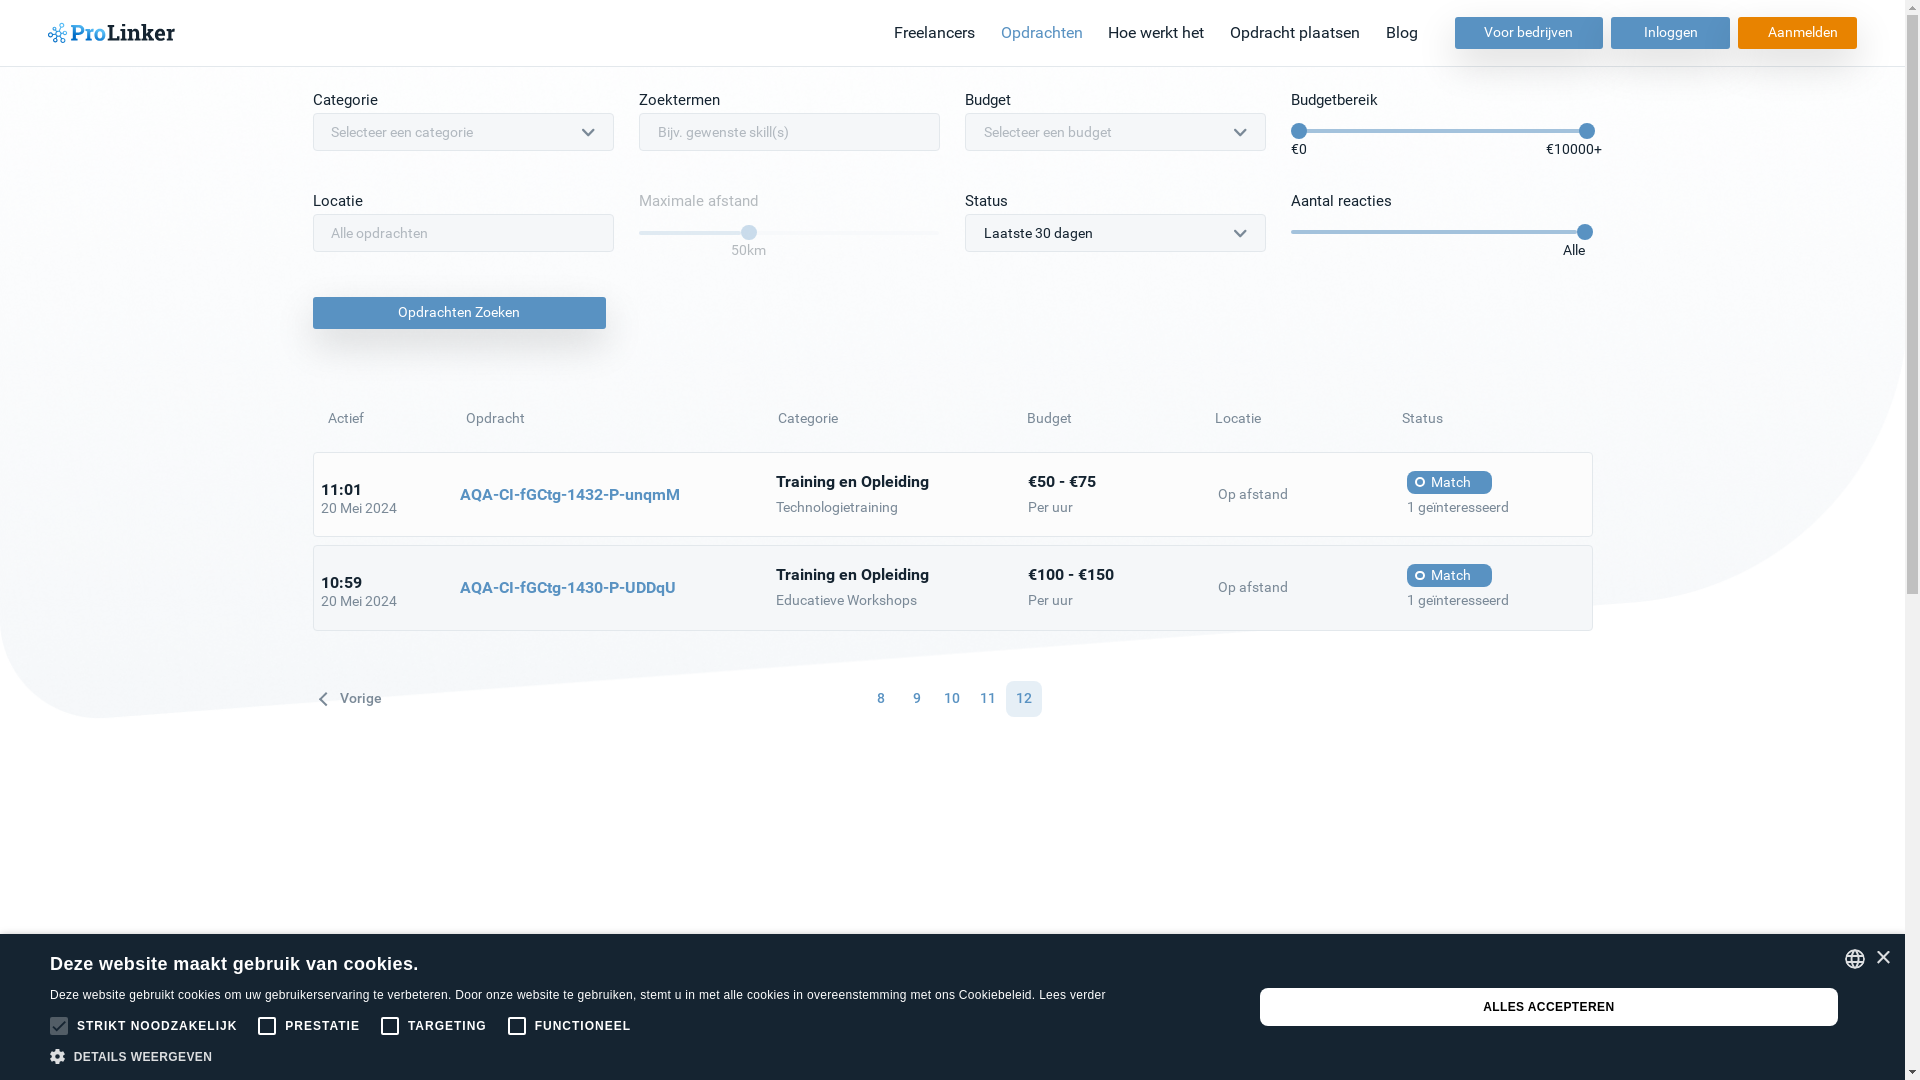 ProLinker
Freelancers
Opdrachten
Hoe werkt het
Opdracht plaatsen
Blog
Voor bedrijven
Inloggen
Aanmelden
Categorie
Zoektermen
Budget
Budgetbereik
Selecteer een categorie
Bijv. gewenste skill(s)
Selecteer een budget
€0
€10000+
Locatie
Maximale afstand
Status
Aantal reacties
Alle opdrachten
50km
Laatste 30 dagen
Alle
Opdrachten Zoeken
Actief
Opdracht
Categorie
Budget
Locatie
Status
11:01
20 Mei 2024
AQA-CI-fGCtg-1432-P-unqmM
Training en Opleiding
Technologietraining
€50 - €75
Per uur
Op afstand
Match
1 geïnteresseerd
10:59
20 Mei 2024
AQA-CI-fGCtg-1430-P-UDDqU
Training en Opleiding
Educatieve Workshops
€100 - €150
Per uur
Op afstand
Match
1 geïnteresseerd
Vorige
8
9
10
11
12
Deze website maakt gebruik van cookies.
Deze website gebruikt cookies om uw gebruikerservaring te verbeteren. Door onze website te gebruiken, stemt u in met alle cookies in overeenstemming met ons Cookiebeleid. Lees verder
STRIKT NOODZAKELIJK
PRESTATIE
TARGETING
FUNCTIONEEL
DETAILS WEERGEVEN
ALLES ACCEPTEREN
×